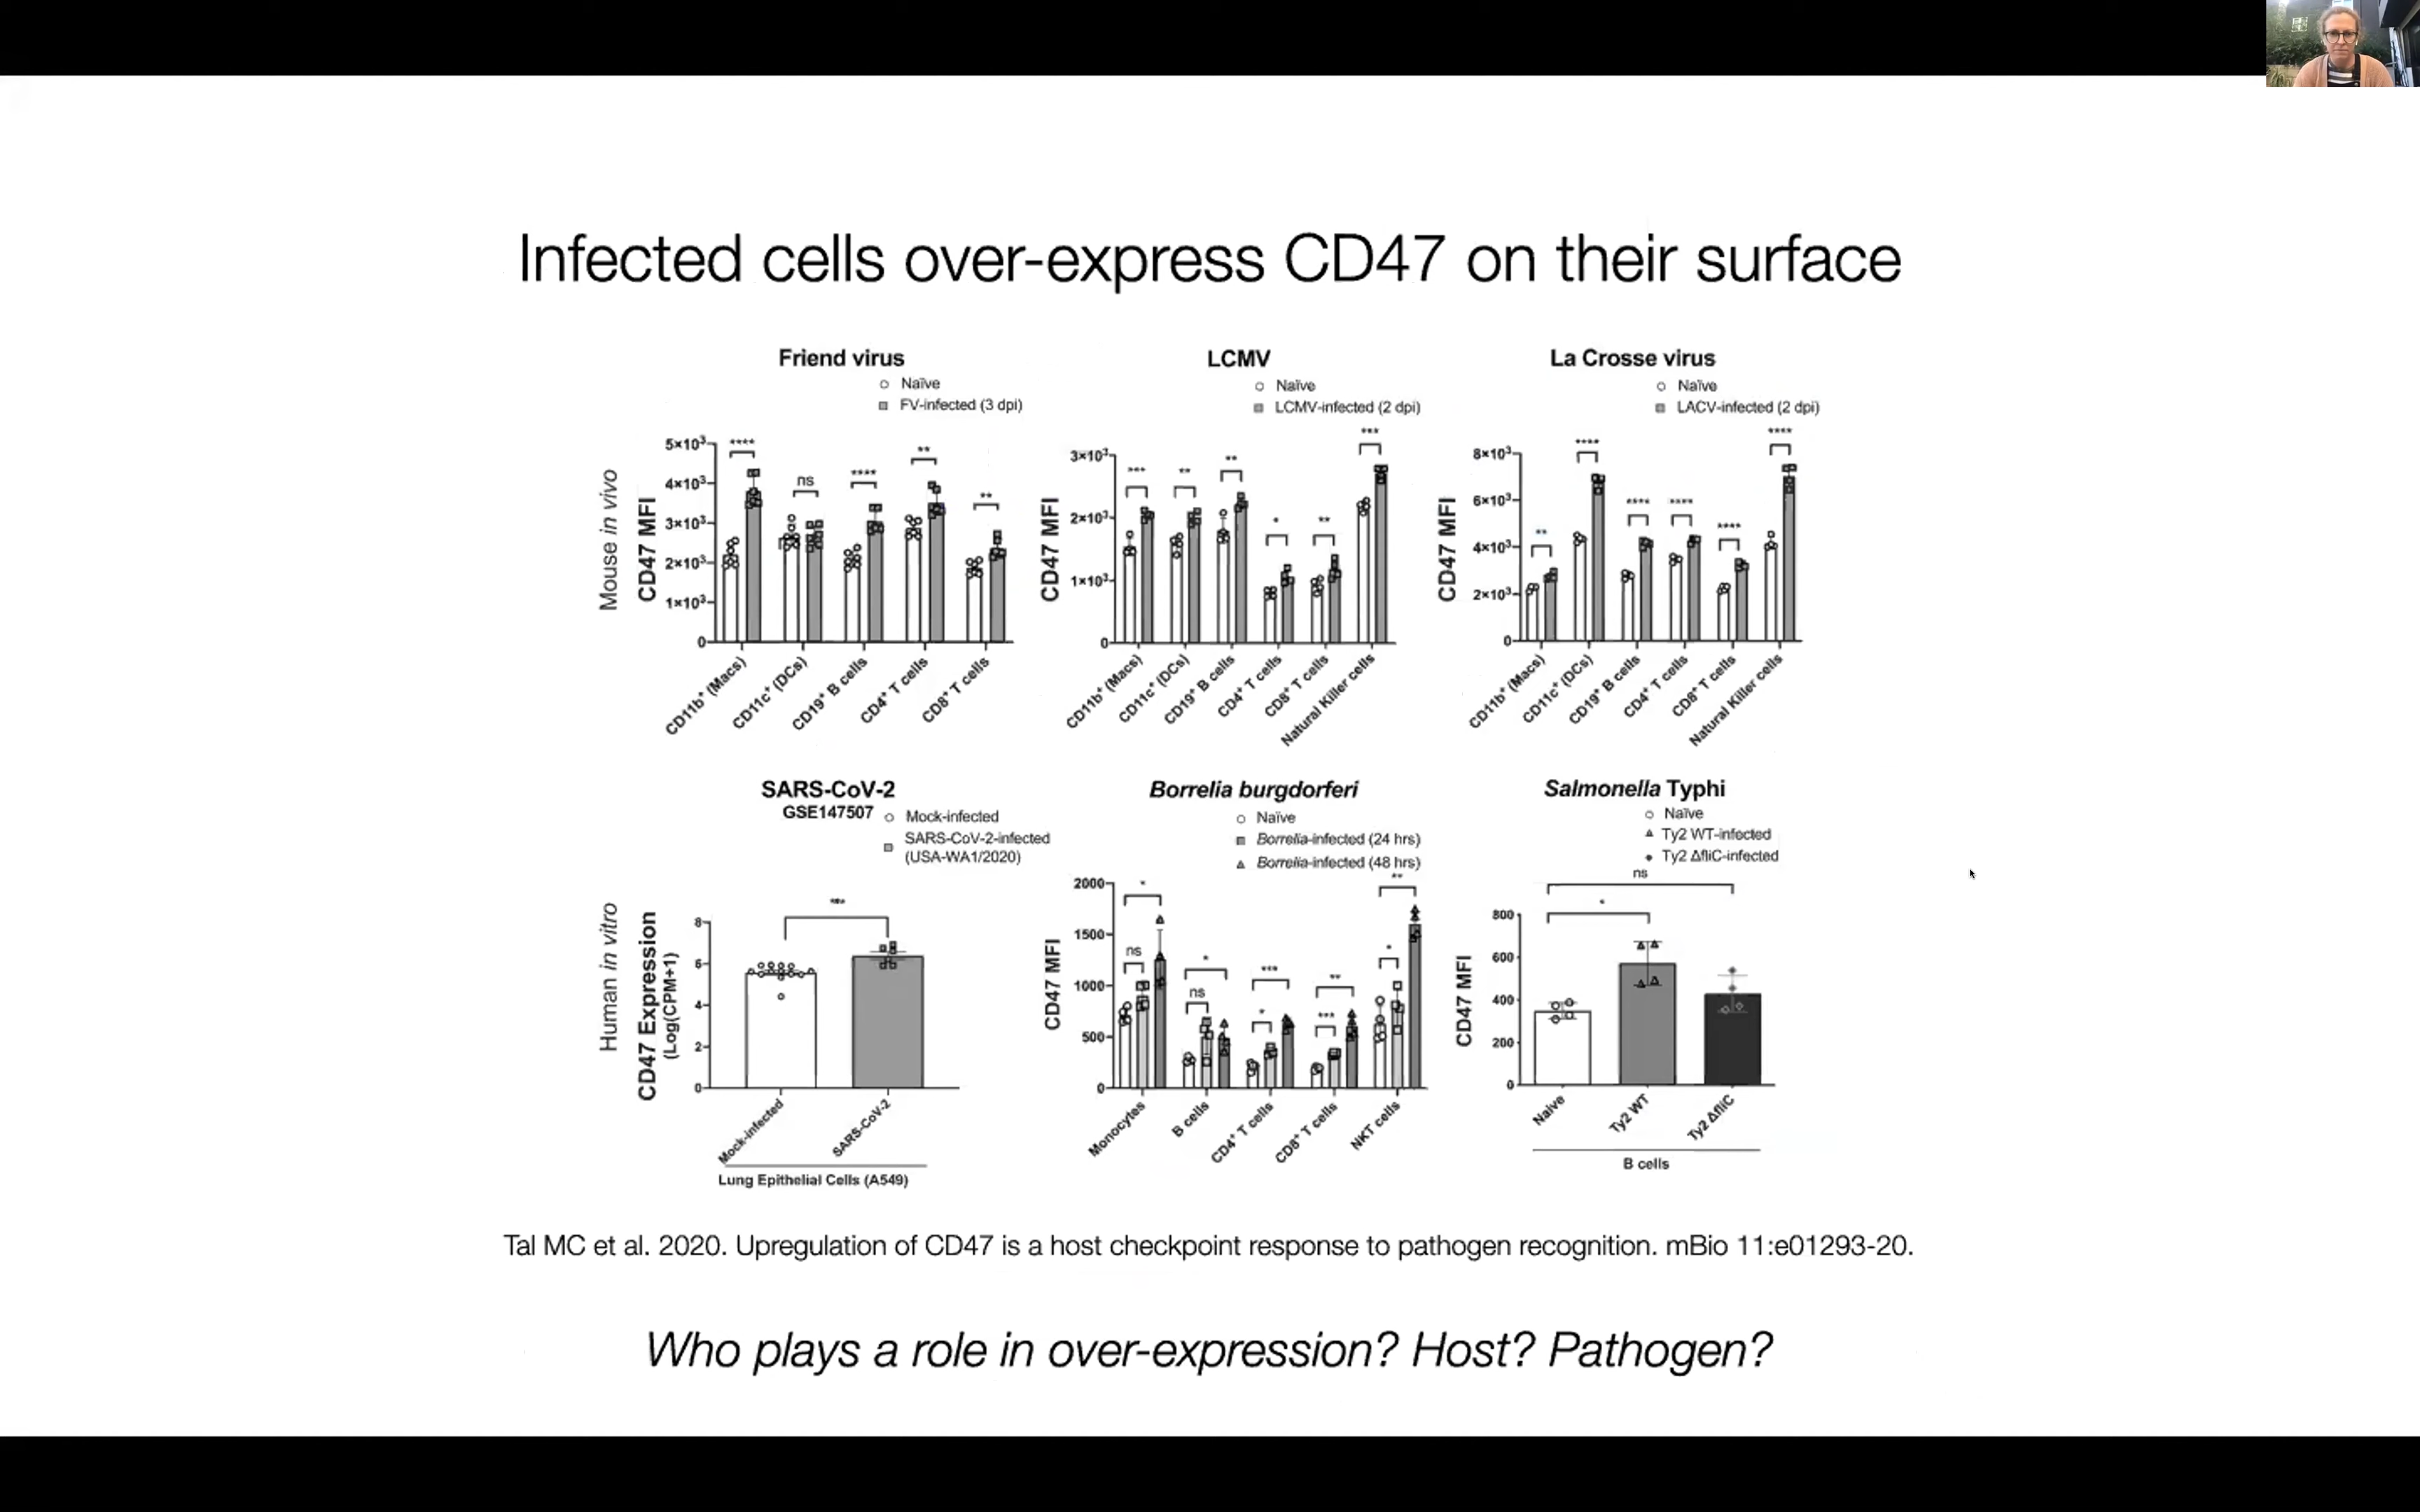 Infected cells over-express CD47 on their surface
Friend virus
Naïve
FV-infected (3 dpi)
Mouse in vivo
CD47 MFI
5×10³
4×10³
3×10³
2×10³
1×10³
0
****
ns
****
**
**
CD11b⁺ (Macs)
CD11c⁺ (DCs)
CD19⁺ B cells
CD4⁺ T cells
CD8⁺ T cells
LCMV
Naïve
LCMV-infected (2 dpi)
CD47 MFI
3×10³
2×10³
1×10³
0
***
**
**
*
**
***
CD11b⁺ (Macs)
CD11c⁺ (DCs)
CD19⁺ B cells
CD4⁺ T cells
CD8⁺ T cells
Natural Killer cells
La Crosse virus
Naïve
LACV-infected (2 dpi)
CD47 MFI
8×10³
6×10³
4×10³
2×10³
0
**
****
****
****
****
****
CD11b⁺ (Macs)
CD11c⁺ (DCs)
CD19⁺ B cells
CD4⁺ T cells
CD8⁺ T cells
Natural Killer cells
SARS-CoV-2
GSE147507
Mock-infected
SARS-CoV-2-infected
(USA-WA1/2020)
Human in vitro
CD47 Expression
(Log(CPM+1)
8
6
4
2
0
Mock-infected
SARS-CoV-2
Lung Epithelial Cells (A549)
Borrelia burgdorferi
Naïve
Borrelia-infected (24 hrs)
Borrelia-infected (48 hrs)
CD47 MFI
2000
1500
1000
500
0
*
ns
*
ns
***
*
**
***
**
*
Monocytes
B cells
CD4⁺ T cells
CD8⁺ T cells
NKT cells
Salmonella Typhi
Naïve
Ty2 WT-infected
Ty2 ΔfliC-infected
CD47 MFI
800
600
400
200
0
ns
*
Naive
Ty2 WT
Ty2 ΔfliC
B cells
Tal MC et al. 2020. Upregulation of CD47 is a host checkpoint response to pathogen recognition. mBio 11:e01293-20.
Who plays a role in over-expression? Host? Pathogen?